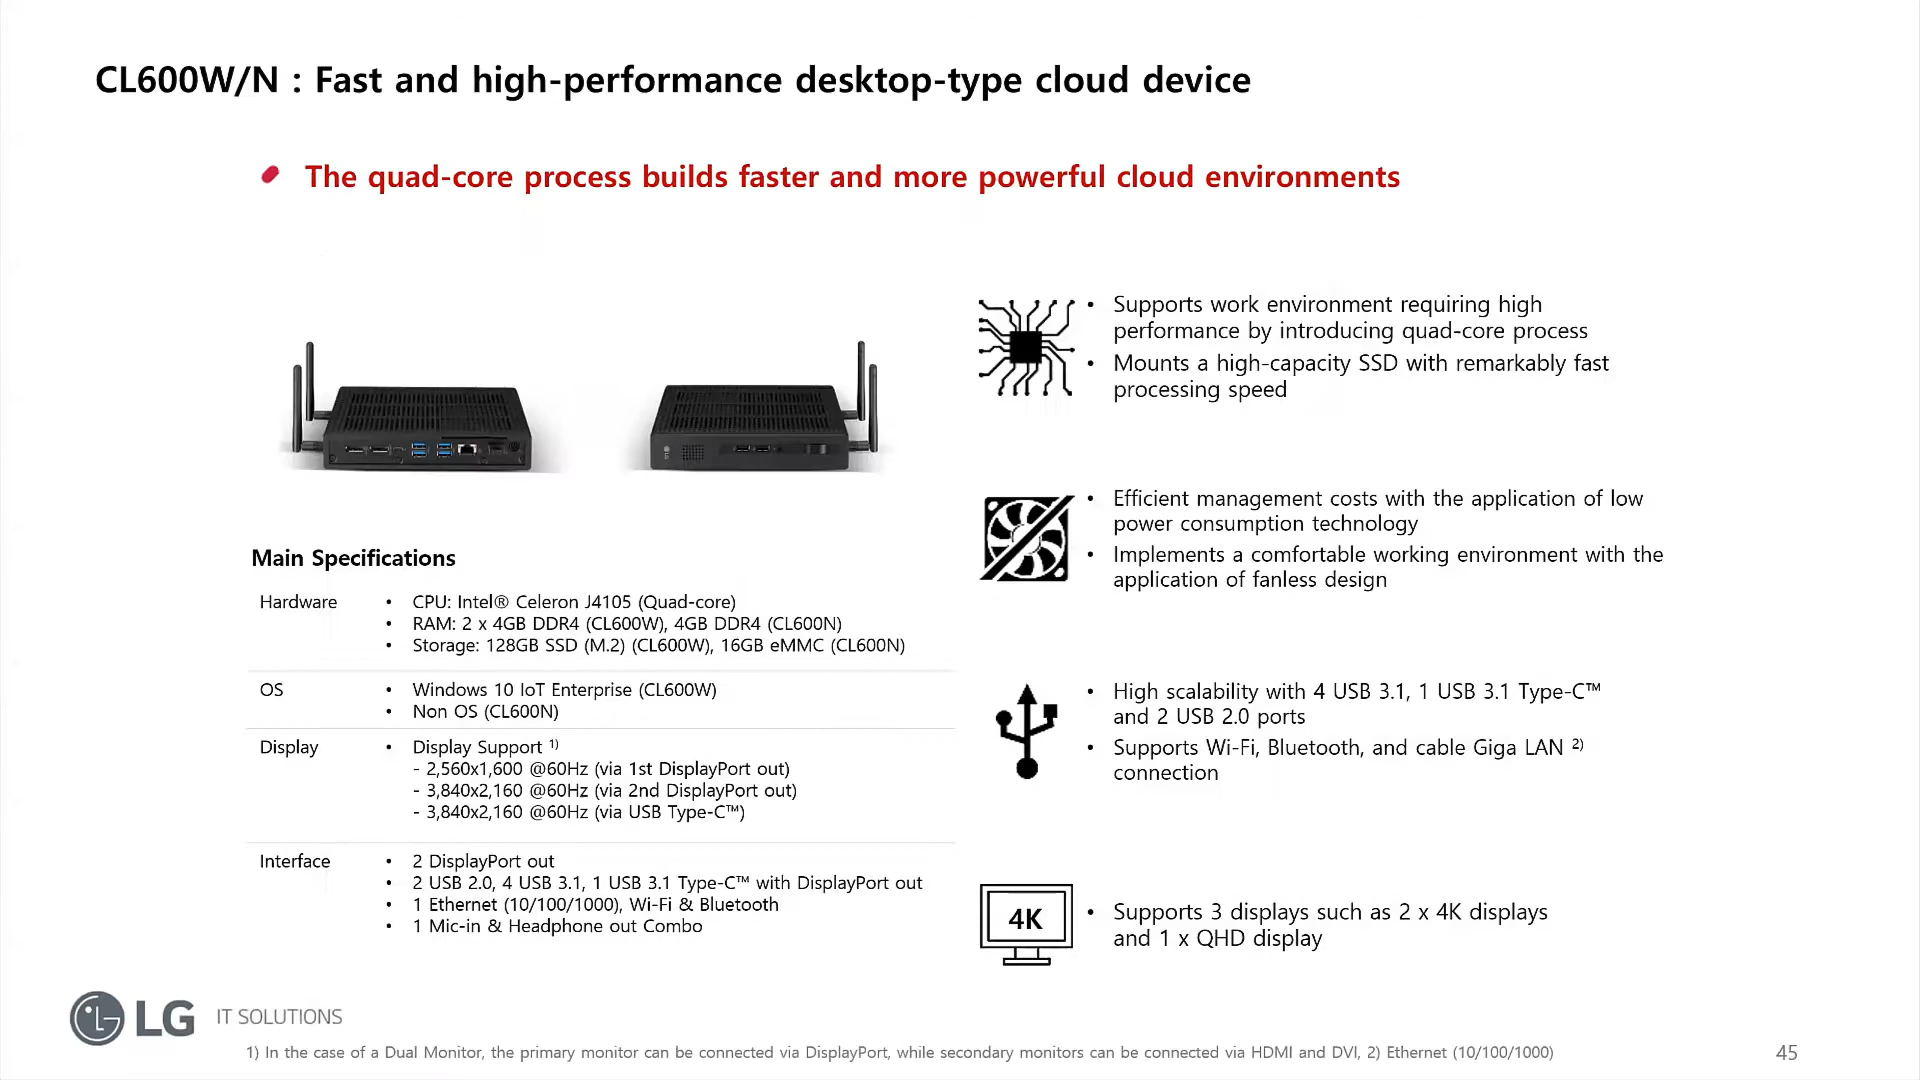 CL600W/N : Fast and high-performance desktop-type cloud device
The quad-core process builds faster and more powerful cloud environments
Main Specifications
Hardware
• CPU: Intel® Celeron J4105 (Quad-core)
• RAM: 2 x 4GB DDR4 (CL600W), 4GB DDR4 (CL600N)
• Storage: 128GB SSD (M.2) (CL600W), 16GB eMMC (CL600N)
OS
• Windows 10 IoT Enterprise (CL600W)
• Non OS (CL600N)
Display
• Display Support 1)
- 2,560x1,600 @60Hz (via 1st DisplayPort out)
- 3,840x2,160 @60Hz (via 2nd DisplayPort out)
- 3,840x2,160 @60Hz (via USB Type-C™)
Interface
• 2 DisplayPort out
• 2 USB 2.0, 4 USB 3.1, 1 USB 3.1 Type-C™ with DisplayPort out
• 1 Ethernet (10/100/1000), Wi-Fi & Bluetooth
• 1 Mic-in & Headphone out Combo
• Supports work environment requiring high
performance by introducing quad-core process
• Mounts a high-capacity SSD with remarkably fast
processing speed
• Efficient management costs with the application of low
power consumption technology
• Implements a comfortable working environment with the
application of fanless design
• High scalability with 4 USB 3.1, 1 USB 3.1 Type-C™
and 2 USB 2.0 ports
• Supports Wi-Fi, Bluetooth, and cable Giga LAN 2)
connection
4K
• Supports 3 displays such as 2 x 4K displays
and 1 x QHD display
LG IT SOLUTIONS
1) In the case of a Dual Monitor, the primary monitor can be connected via DisplayPort, while secondary monitors can be connected via HDMI and DVI, 2) Ethernet (10/100/1000)
45